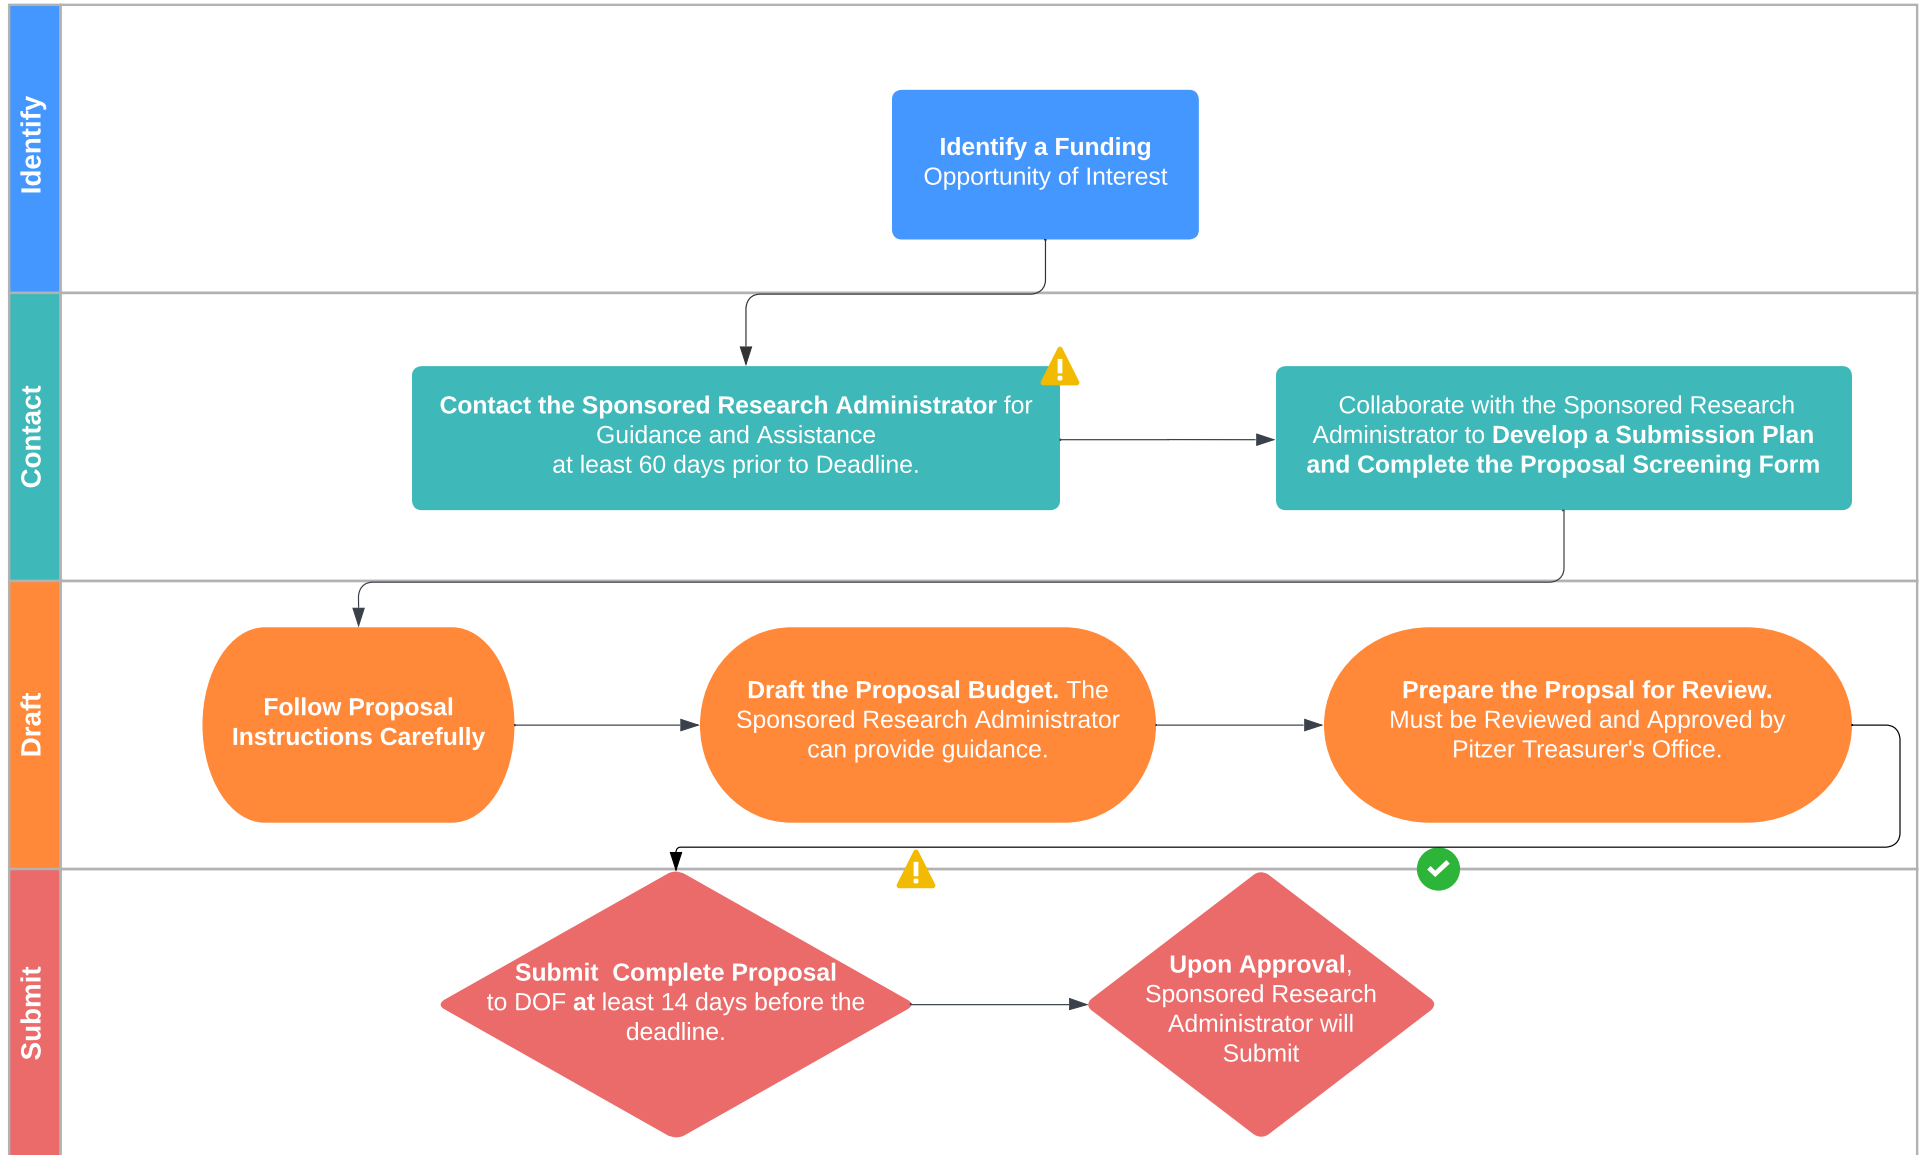 Identify
Identify a Funding
Opportunity of Interest
Contact
Contact the Sponsored Research Administrator for
Guidance and Assistance
at least 60 days prior to Deadline.
Collaborate with the Sponsored Research
Administrator to Develop a Submission Plan
and Complete the Proposal Screening Form
Draft
Follow Proposal
Instructions Carefully
Draft the Proposal Budget. The
Sponsored Research Administrator
can provide guidance.
Prepare the Propsal for Review.
Must be Reviewed and Approved by
Pitzer Treasurer's Office.
Submit
Submit  Complete Proposal
to DOF at least 14 days before the
deadline.
Upon Approval,
Sponsored Research
Administrator will
Submit